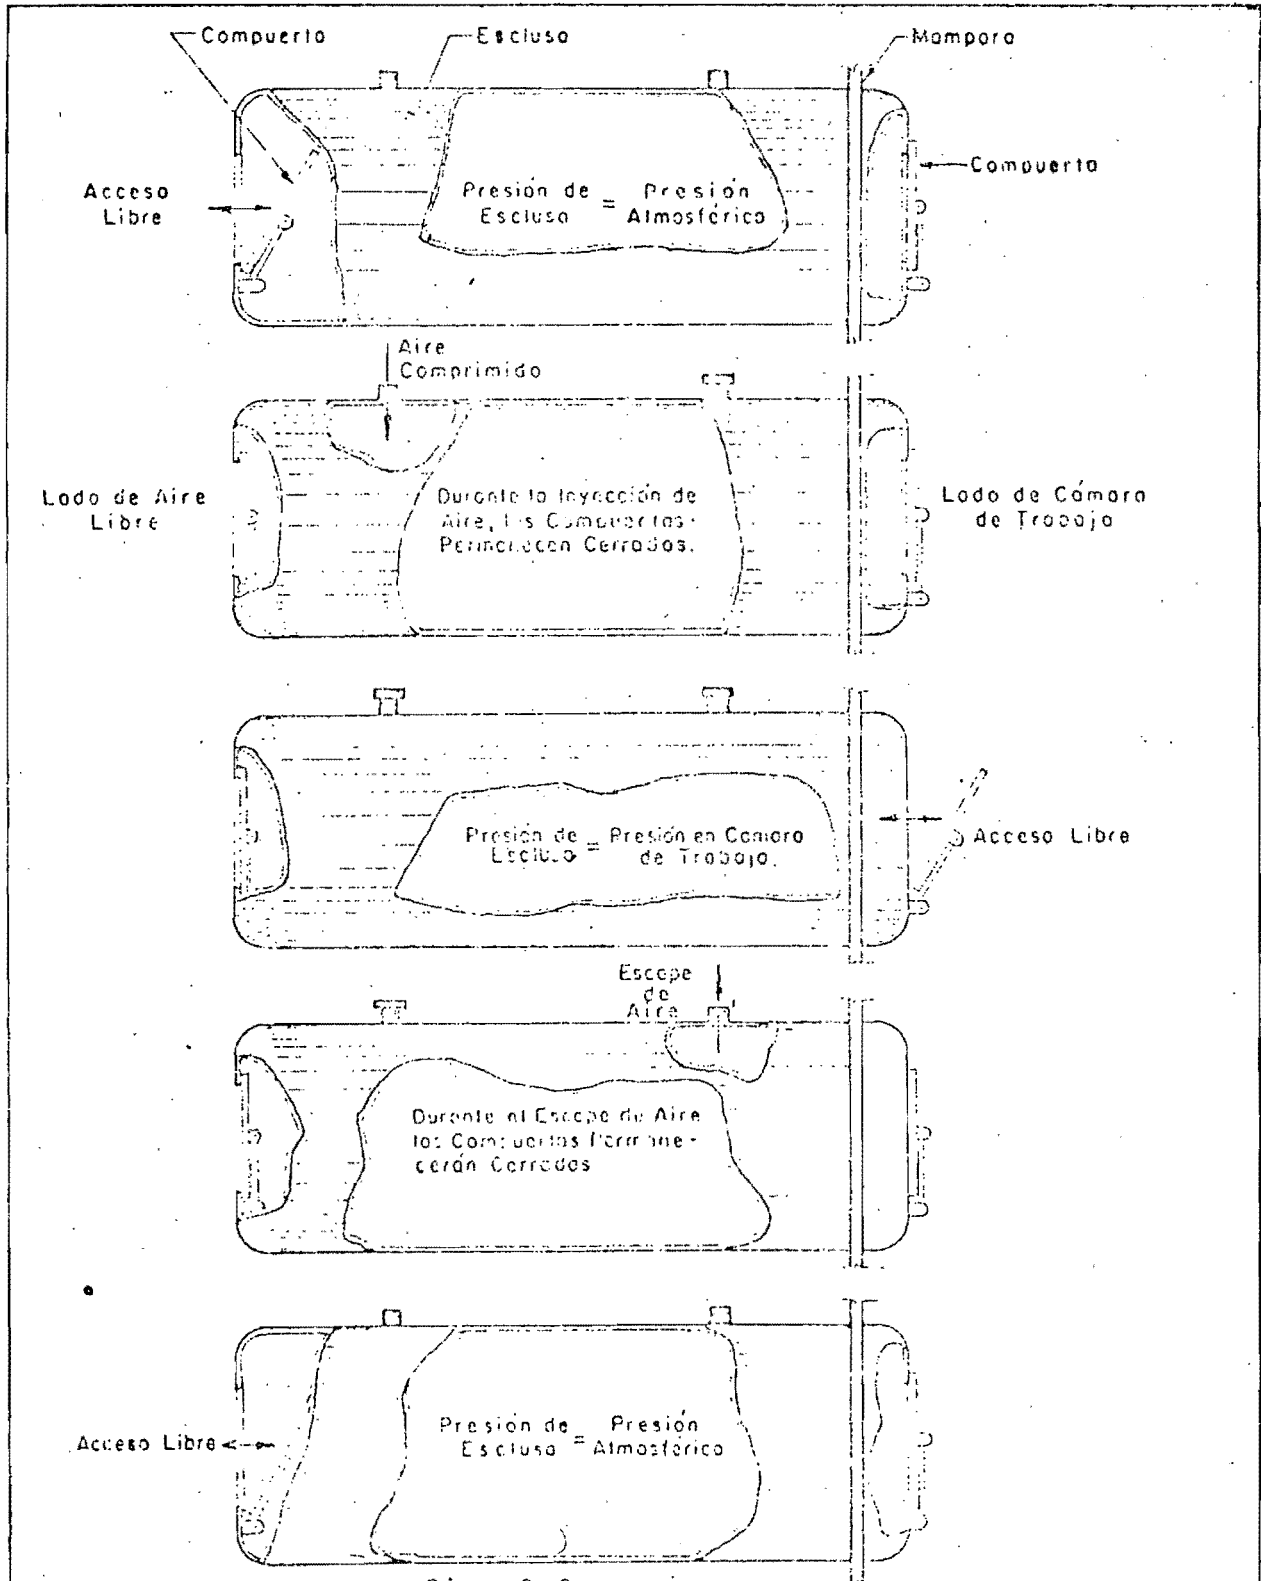 Compuerta
Esclusa
Mampara
Compuerta
Acceso
Libre
Presión de = Presión
Esclusa Atmosférica
Aire
Comprimido
Lado de Aire
Libre
Durante la Inyección de
Aire, las Compuertas
Permanecen Cerradas.
Lado de Cámara
de Trabajo
Presión de = Presión en Camara
Esclusa de Trabajo.
Acceso Libre
Escape
de
Aire
Durante el Escape de Aire
las Compuertas Permane-
cerán Cerradas
Acceso Libre
Presión de = Presión
Esclusa Atmosférica